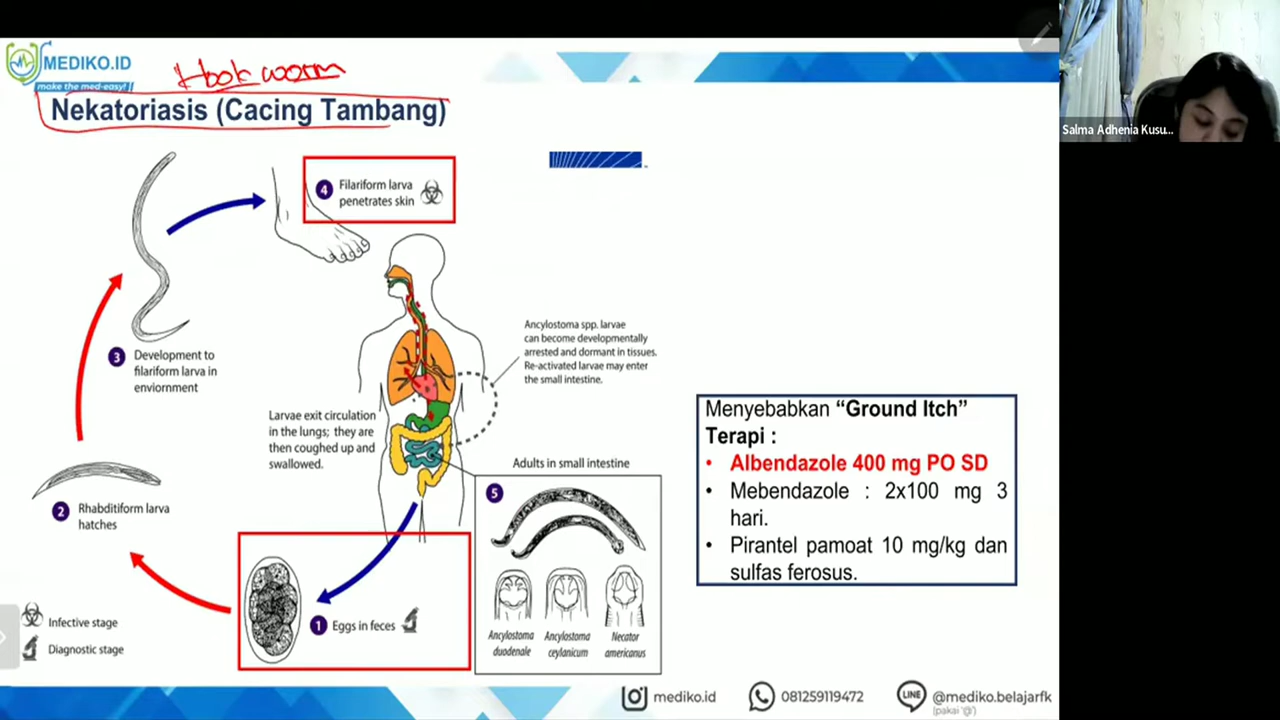 MEDIKO.ID
make the med-easy!
Hook worm
Nekatoriasis (Cacing Tambang)
4
Filariform larva
penetrates skin
3
Development to
filariform larva in
enviornment
Ancylostoma spp. larvae
can become developmentally
arrested and dormant in tissues.
Re-activated larvae may enter
the small intestine.
Larvae exit circulation
in the lungs; they are
then coughed up and
swallowed.
2
Rhabditiform larva
hatches
Adults in small intestine
5
Ancylostoma
duodenale
Ancylostoma
ceylanicum
Necator
americanus
1
Eggs in feces
Infective stage
Diagnostic stage
Menyebabkan “Ground Itch”
Terapi :
• Albendazole 400 mg PO SD
• Mebendazole : 2x100 mg 3
hari.
• Pirantel pamoat 10 mg/kg dan
sulfas ferosus.
mediko.id
081259119472
LINE
@mediko.belajarfk
(pakai '@')
Salma Adhenia Kusu...